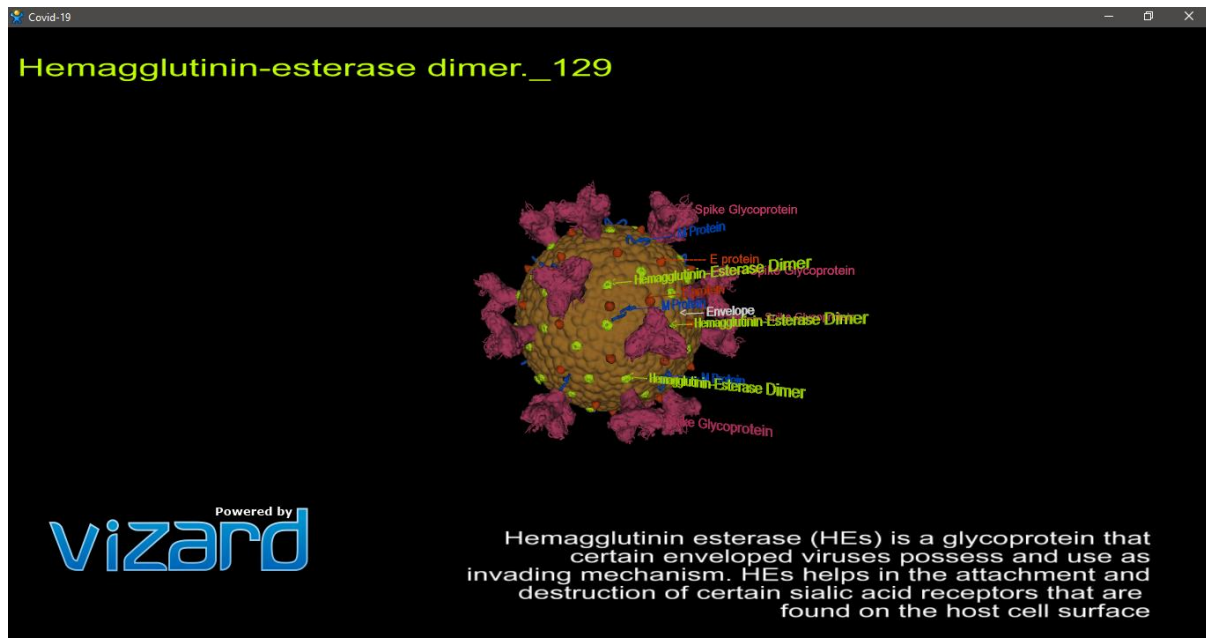 Covid-19
Hemagglutinin-esterase dimer._129
Spike Glycoprotein
M Protein
E protein
Hemagglutinin-Esterase Dimer
Spike Glycoprotein
M Protein
Envelope
Hemagglutinin-Esterase Dimer
Hemagglutinin-Esterase Dimer
M Protein
Glycoprotein
Powered by
vizard
Hemagglutinin esterase (HEs) is a glycoprotein that
certain enveloped viruses possess and use as
invading mechanism. HEs helps in the attachment and
destruction of certain sialic acid receptors that are
found on the host cell surface